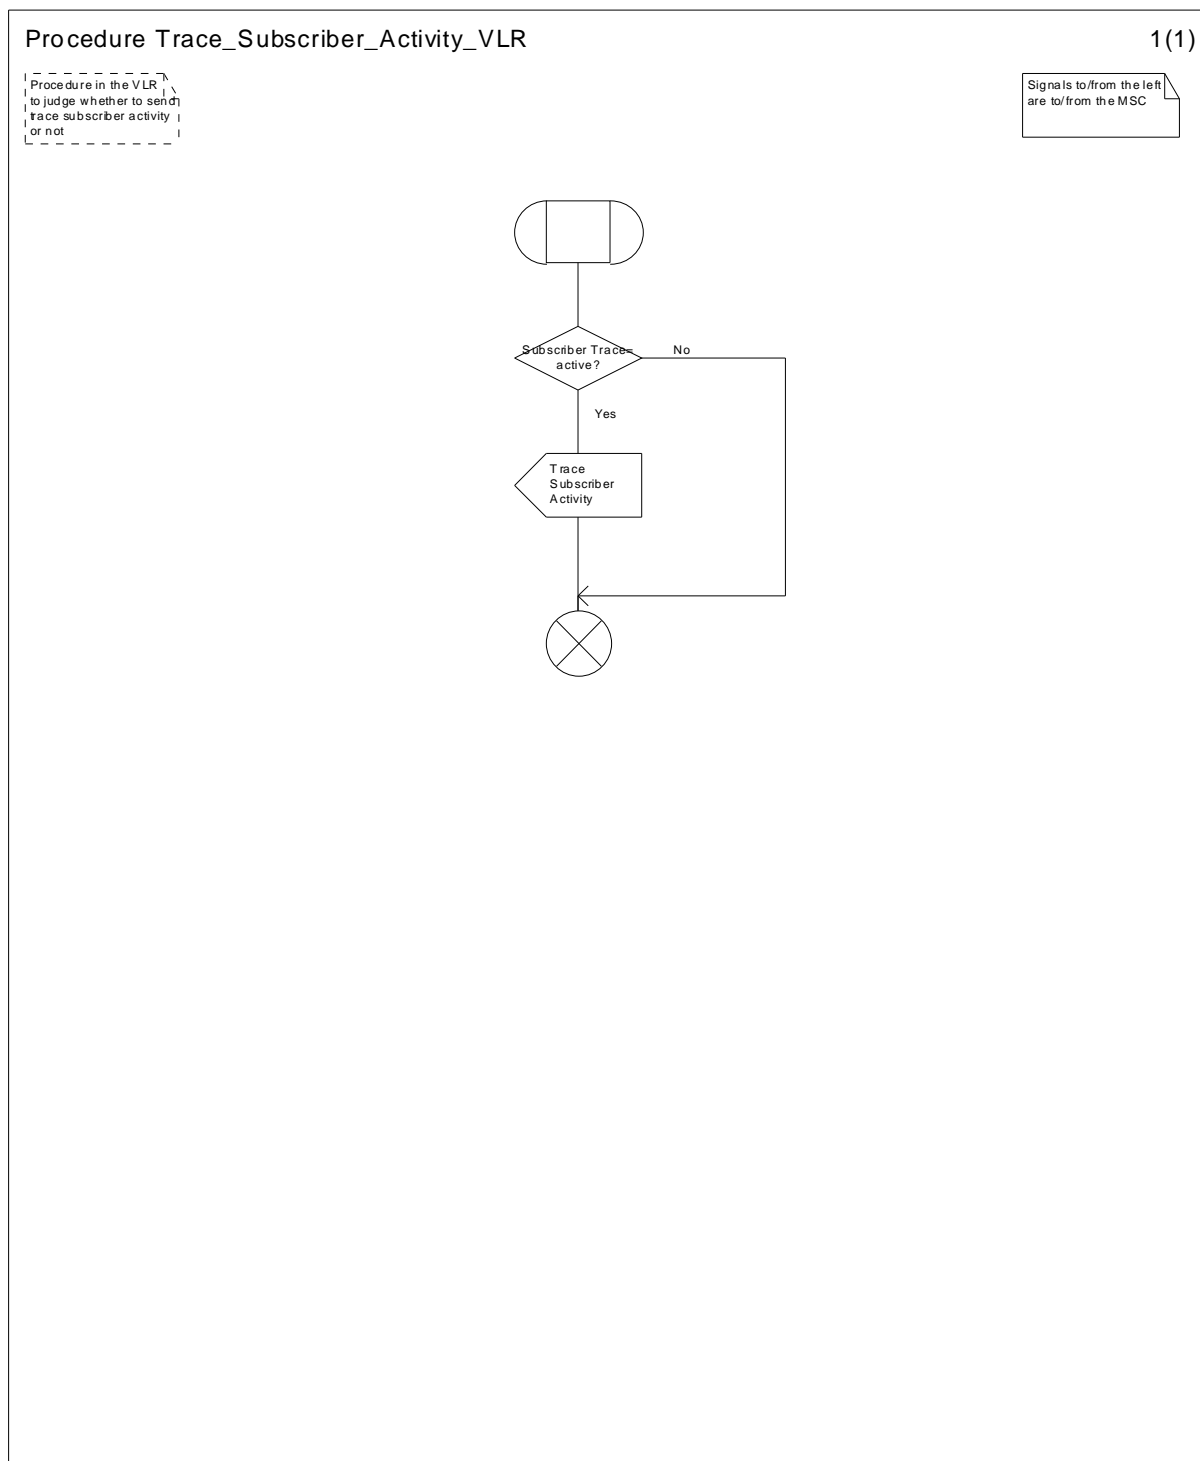 Procedure Trace_Subscriber_Activity_VLR
1(1)
Procedure in the VLR
to judge whether to send
trace subscriber activity
or not
Signals to/from the left
are to/from the MSC
Subscriber Trace=
active?
No
Yes
Trace
Subscriber
Activity